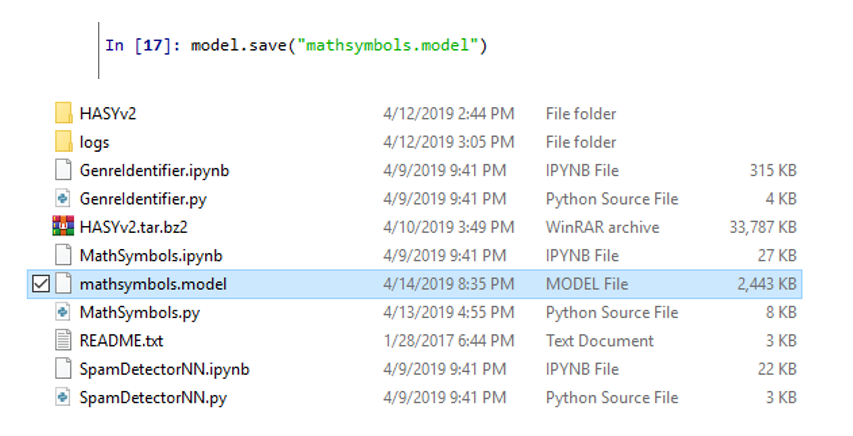 In [17]: model.save("mathsymbols.model")
HASYv2 4/12/2019 2:44 PM File folder
logs 4/12/2019 3:05 PM File folder
GenreIdentifier.ipynb 4/9/2019 9:41 PM IPYNB File 315 KB
GenreIdentifier.py 4/9/2019 9:41 PM Python Source File 4 KB
HASYv2.tar.bz2 4/10/2019 3:49 PM WinRAR archive 33,787 KB
MathSymbols.ipynb 4/9/2019 9:41 PM IPYNB File 27 KB
mathsymbols.model 4/14/2019 8:35 PM MODEL File 2,443 KB
MathSymbols.py 4/13/2019 4:55 PM Python Source File 8 KB
README.txt 1/28/2017 6:44 PM Text Document 3 KB
SpamDetectorNN.ipynb 4/9/2019 9:41 PM IPYNB File 22 KB
SpamDetectorNN.py 4/9/2019 9:41 PM Python Source File 3 KB